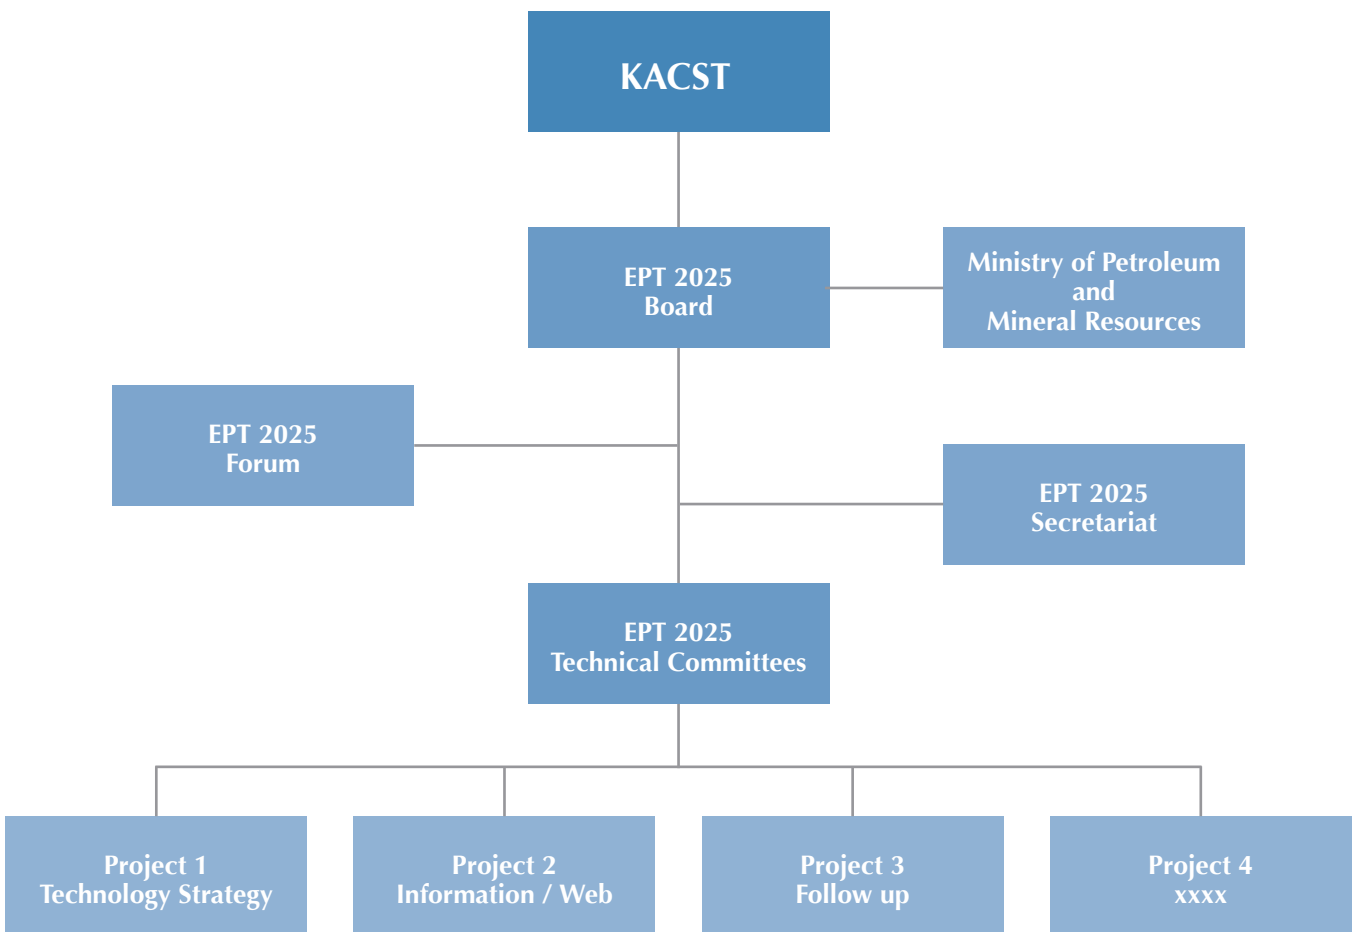 KACST
EPT 2025
Board
Ministry of Petroleum
and
Mineral Resources
EPT 2025
Forum
EPT 2025
Secretariat
EPT 2025
Technical Committees
Project 1
Technology Strategy
Project 2
Information / Web
Project 3
Follow up
Project 4
xxxx